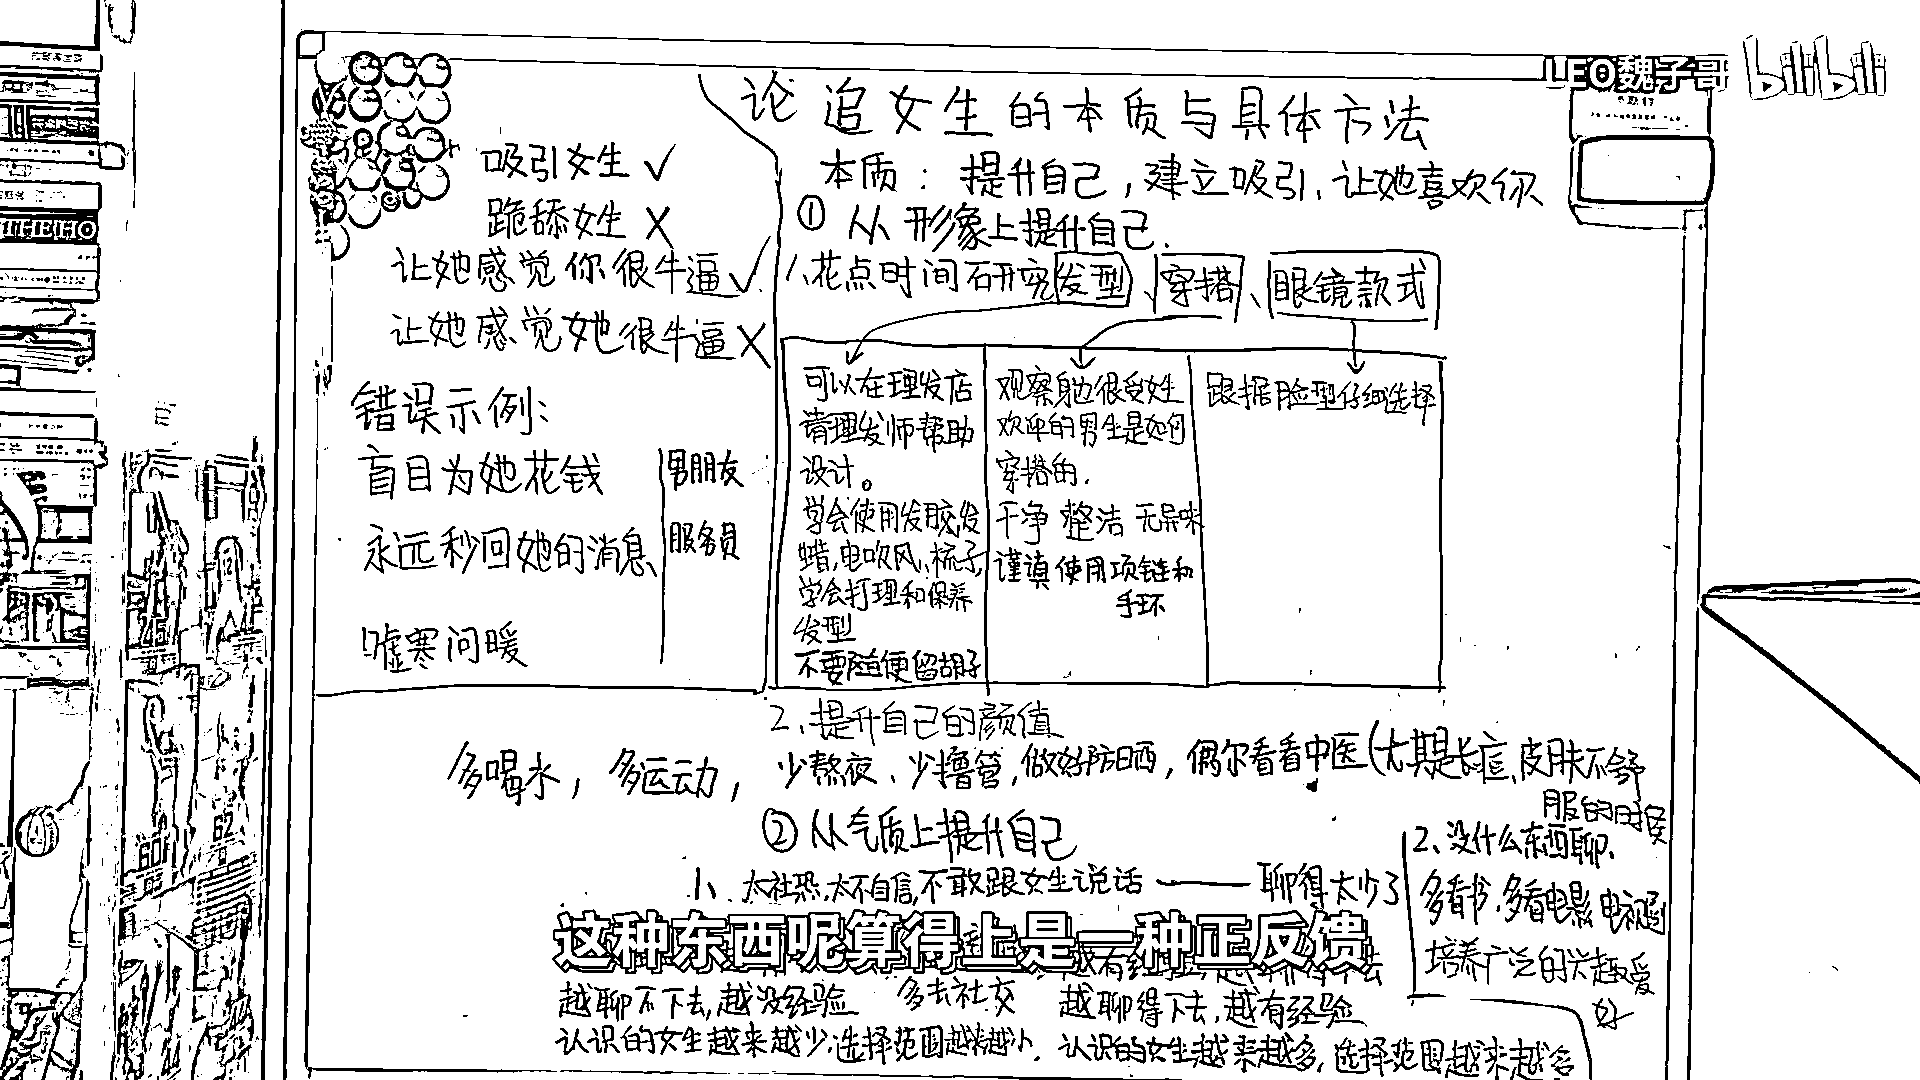 LEO魏子哥 bilibili
论追女生的本质与具体方法
本质：提升自己，建立吸引，让她喜欢你
吸引女生 ✓
跪舔女生 X
让她感觉你很牛逼 ✓
让她感觉她很牛逼 X
错误示例：
盲目为她花钱
永远秒回她的消息
嘘寒问暖
男朋友
服务员
① 从形象上提升自己.
1、花点时间研究发型、穿搭、眼镜款式
可以在理发店
请理发师帮助
设计。
学会使用发胶,发
蜡,电吹风、梳子,
学会打理和保养
发型
不要随便留胡子
观察身边很受女生
欢迎的男生是如何
穿搭的.
干净 整洁 无异味
谨慎使用项链和
手环
跟据脸型仔细选择
2、提升自己的颜值
多喝水，多运动，少熬夜、少撸管,做好防晒，偶尔看看中医(尤其是长痘、皮肤不舒
服的时候
② 从气质上提升自己
1、太社恐,太不自信,不敢跟女生说话 —— 聊得太少了
2、没什么东西聊.
多看书.多看电影,电视剧
培养广泛的兴趣爱
好
这种东西呢算得上是一种正反馈
越聊不下去,越没经验
多去社交
越聊得下去,越有经验
认识的女生越来越少,选择范围越来越小.
认识的女生越来越多,选择范围越来越多